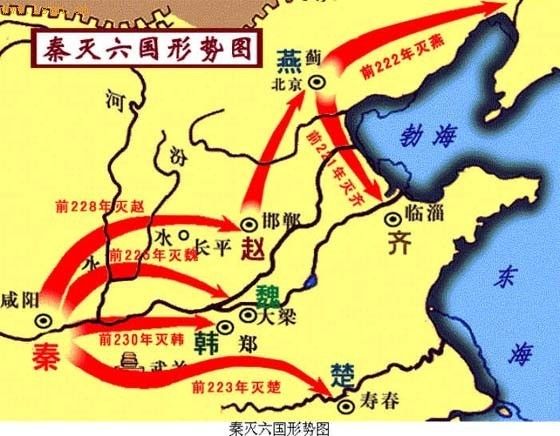 秦灭六国形势图
前222年灭燕
燕
蓟
北京
河
汾
勃海
前221年灭齐
前228年灭赵
邯郸
临淄
水
长平
赵
齐
前225年灭魏
水
东
海
咸阳
魏
大梁
秦
前230年灭韩
韩
郑
楚
前223年灭楚
寿春
秦灭六国形势图